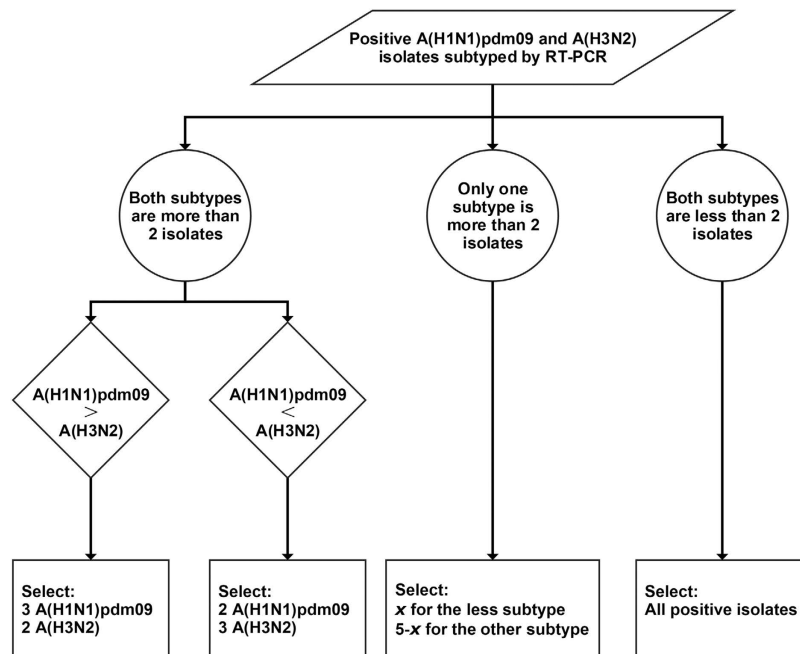 Positive A(H1N1)pdm09 and A(H3N2)
isolates subtyped by RT-PCR
Both subtypes
are more than
2 isolates
Only one
subtype is
more than 2
isolates
Both subtypes
are less than 2
isolates
A(H1N1)pdm09
>
A(H3N2)
A(H1N1)pdm09
<
A(H3N2)
Select:
3 A(H1N1)pdm09
2 A(H3N2)
Select:
2 A(H1N1)pdm09
3 A(H3N2)
Select:
x for the less subtype
5-x for the other subtype
Select:
All positive isolates